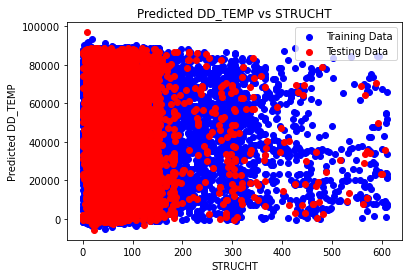 Predicted DD_TEMP vs STRUCHT
Training Data
Testing Data
100000
80000
60000
40000
20000
0
Predicted DD_TEMP
0 100 200 300 400 500 600
STRUCHT